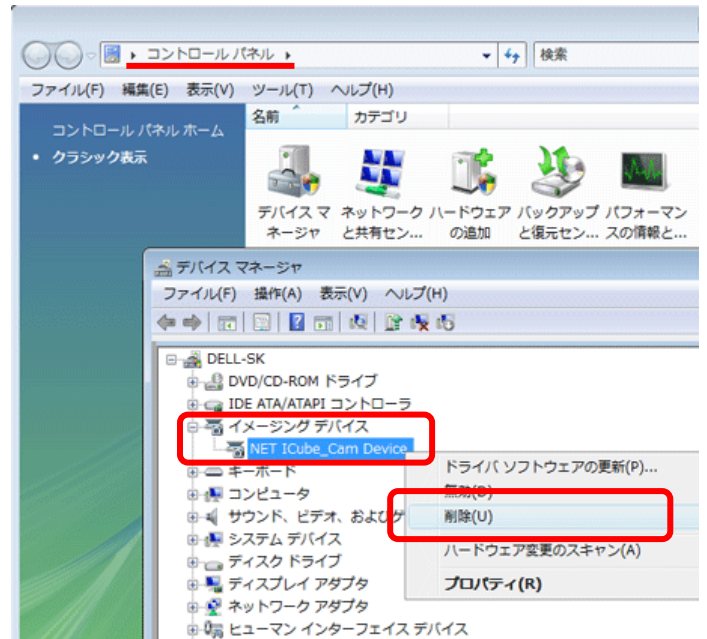 コントロール パネル
検索
ファイル(F) 編集(E) 表示(V) ツール(T) ヘルプ(H)
コントロール パネル ホーム
• クラシック表示
名前 カテゴリ
デバイス マネージャ
ネットワークと共有セン...
ハードウェアの追加
バックアップと復元セン...
パフォーマンスの情報と...
デバイス マネージャ
ファイル(F) 操作(A) 表示(V) ヘルプ(H)
DELL-SK
DVD/CD-ROM ドライブ
IDE ATA/ATAPI コントローラ
イメージング デバイス
NET ICube_Cam Device
キーボード
コンピュータ
サウンド、ビデオ、およびゲ
システム デバイス
ディスク ドライブ
ディスプレイ アダプタ
ネットワーク アダプタ
ヒューマン インターフェイス デバイス
ドライバ ソフトウェアの更新(P)...
無効(D)
削除(U)
ハードウェア変更のスキャン(A)
プロパティ(R)